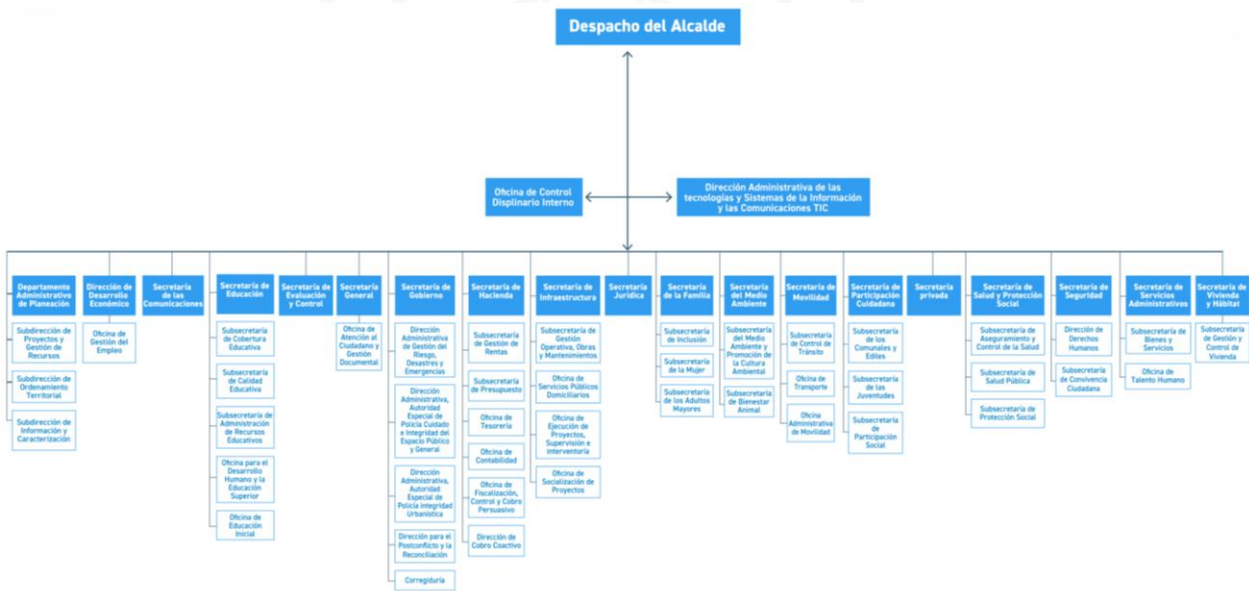 Despacho del Alcalde
Oficina de Control
Displinario Interno
Dirección Administrativa de las
tecnologías y Sistemas de la Información
y las Comunicaciones TIC
Departamento
Administrativo
de Planeación
Subdirección de
Proyectos y
Gestión de
Recursos
Subdirección de
Ordenamiento
Territorial
Subdirección de
Información y
Caracterización
Dirección de
Desarrollo
Económico
Oficina de
Gestión del
Empleo
Secretaría
de las
Comunicaciones
Secretaría de
Educación
Subsecretaría
de Cobertura
Educativa
Subsecretaría
de Calidad
Educativa
Subsecretaría de
Administración
de Recursos
Educativos
Oficina para el
Desarrollo
Humano y la
Educación
Superior
Oficina de
Educación
Inicial
Secretaría de
Evaluación
y Control
Secretaría
General
Oficina de
Atención al
Ciudadano y
Gestión
Documental
Secretaría de
Gobierno
Dirección
Administrativa
de Gestión del
Riesgo,
Desastres y
Emergencias
Dirección
Administrativa,
Autoridad
Especial de
Policía Cuidado
e Integridad del
Espacio Público
y General
Dirección
Administrativa,
Autoridad
Especial de
Policía integridad
Urbanística
Dirección para el
Postconflicto y la
Reconciliación
Corregiduría
Secretaría
de Hacienda
Subsecretaría
de Gestión de
Rentas
Subsecretaría
de Presupuesto
Oficina de
Tesorería
Oficina de
Contabilidad
Oficina de
Fiscalización,
Control y Cobro
Persuasivo
Dirección de
Cobro Coactivo
Secretaría de
Infraestructura
Subsecretaría de
Gestión
Operativa, Obras
y Mantenimientos
Oficina de
Servicios Públicos
Domiciliarios
Oficina de
Ejecución de
Proyectos,
Supervisión e
interventoría
Oficina de
Socialización de
Proyectos
Secretaría
Jurídica
Secretaría
de la Familia
Subsecretaría
de Inclusión
Subsecretaría
de la Mujer
Subsecretaría
de los Adultos
Mayores
Secretaría
del Medio
Ambiente
Subsecretaría
del Medio
Ambiente y
Promoción de
la Cultura
Ambiental
Subsecretaría
de Bienestar
Animal
Secretaría de
Movilidad
Subsecretaría
de Control de
Tránsito
Oficina de
Transporte
Oficina
Administrativa
de Movilidad
Secretaría de
Participación
Cuidadana
Subsecretaría
de los
Comunales y
Ediles
Subsecretaría
de las
Juventudes
Subsecretaría
de
Participación
Social
Secretaría
privada
Secretaría de
Salud y Protección
Social
Subsecretaría de
Aseguramiento y
Control de la Salud
Subsecretaría de
Salud Pública
Subsecretaría de
Protección Social
Secretaría de
Seguridad
Dirección de
Derechos
Humanos
Subsecretaría
de Convivencia
Ciudadana
Secretaría de
Servicios
Administrativos
Subsecretaría de
Bienes y
Servicios
Oficina de
Talento Humano
Secretaría de
Vivienda
y Hábitat
Subsecretaría
de Gestión y
Control de
Vivienda